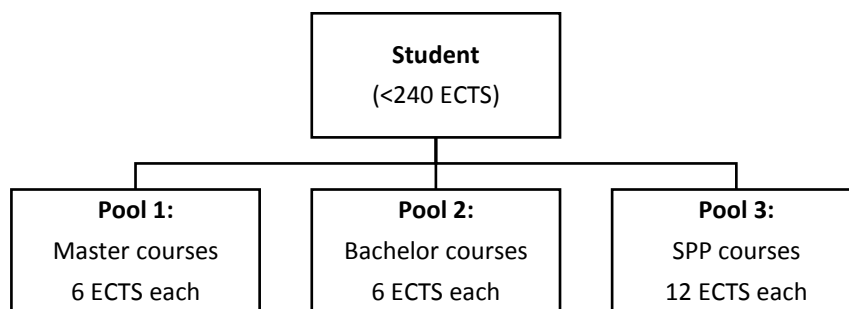 Student
(<240 ECTS)
Pool 1:
Master courses
6 ECTS each
Pool 2:
Bachelor courses
6 ECTS each
Pool 3:
SPP courses
12 ECTS each